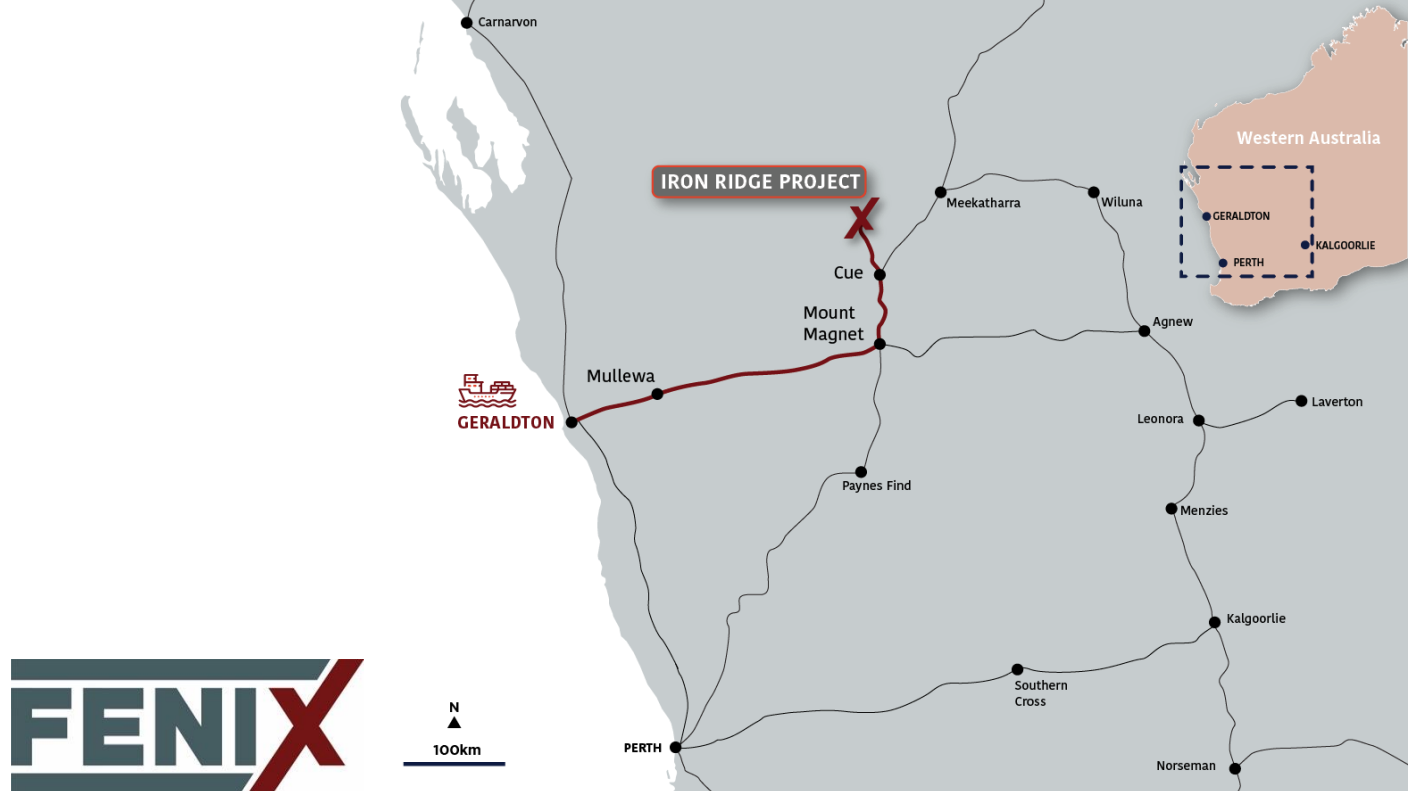 Carnarvon
Western Australia
IRON RIDGE PROJECT
X
Meekatharra
Wiluna
GERALDTON
KALGOORLIE
PERTH
Cue
Mount
Magnet
Agnew
Mullewa
GERALDTON
Laverton
Leonora
Paynes Find
Menzies
Kalgoorlie
Southern
Cross
FENIX
N
100km
PERTH
Norseman